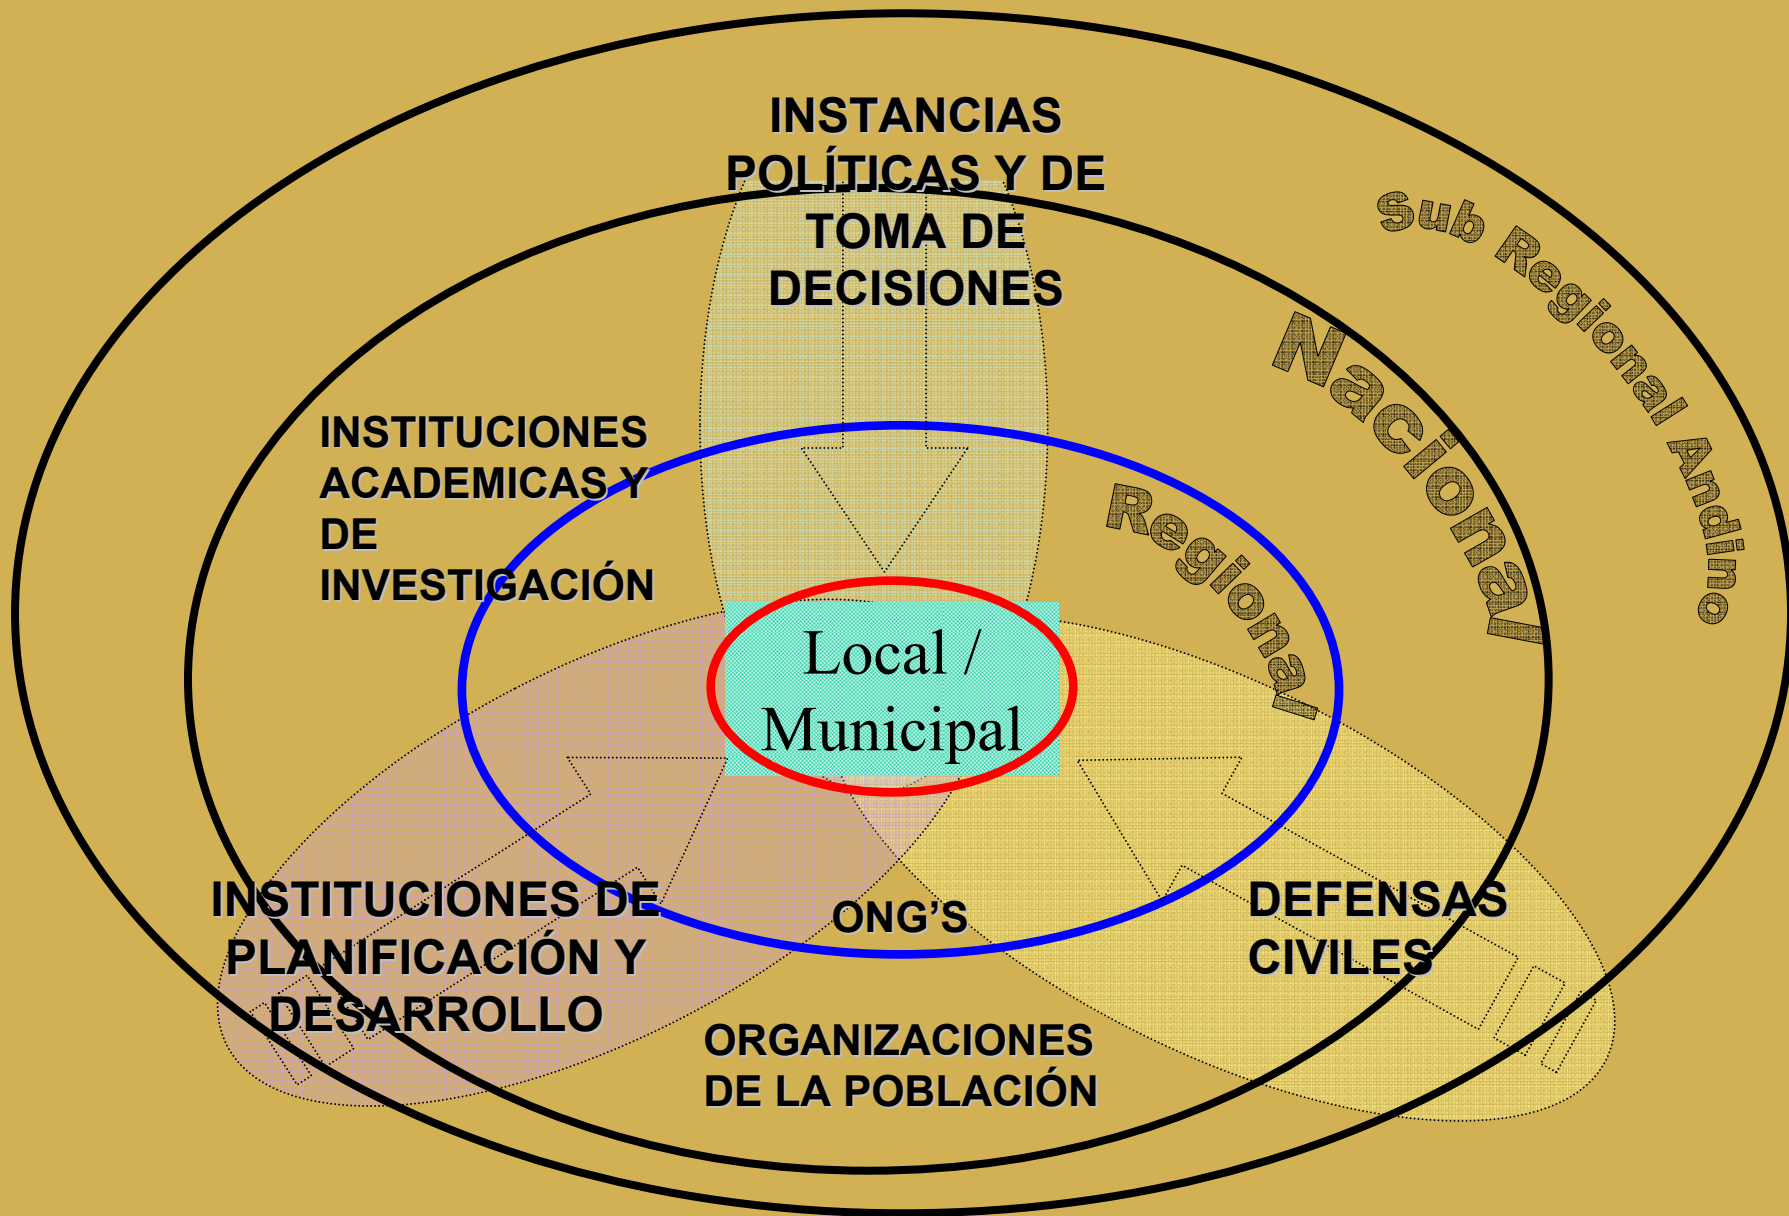 INSTANCIAS
POLÍTICAS Y DE
TOMA DE
DECISIONES
Sub Regional Andino
Nacional
INSTITUCIONES
ACADEMICAS Y
DE
INVESTIGACIÓN
Regional
Local /
Municipal
INSTITUCIONES DE
PLANIFICACIÓN Y
DESARROLLO
ONG’S
DEFENSAS
CIVILES
ORGANIZACIONES
DE LA POBLACIÓN